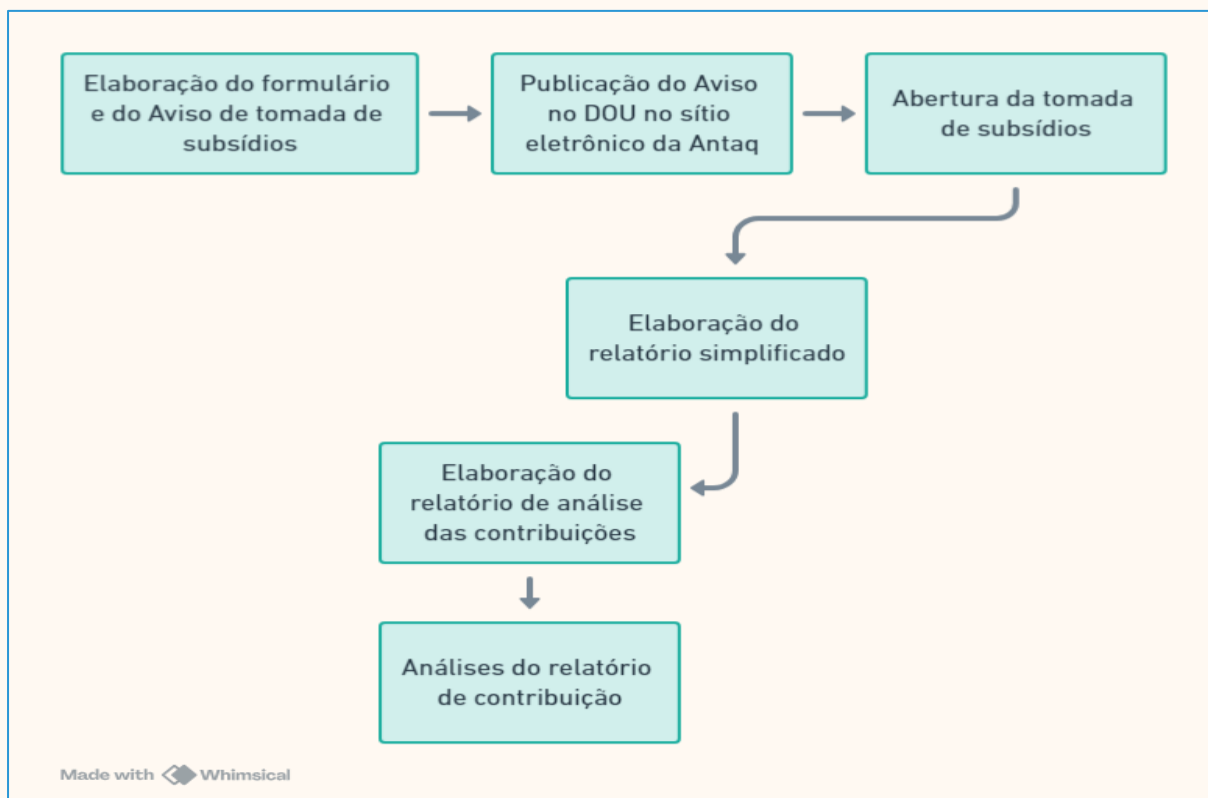 Elaboração do formulário
e do Aviso de tomada de
subsídios
Publicação do Aviso
no DOU no sítio
eletrônico da Antaq
Abertura da tomada
de subsídios
Elaboração do
relatório simplificado
Elaboração do
relatório de análise
das contribuições
Análises do relatório
de contribuição
Made with Whimsical